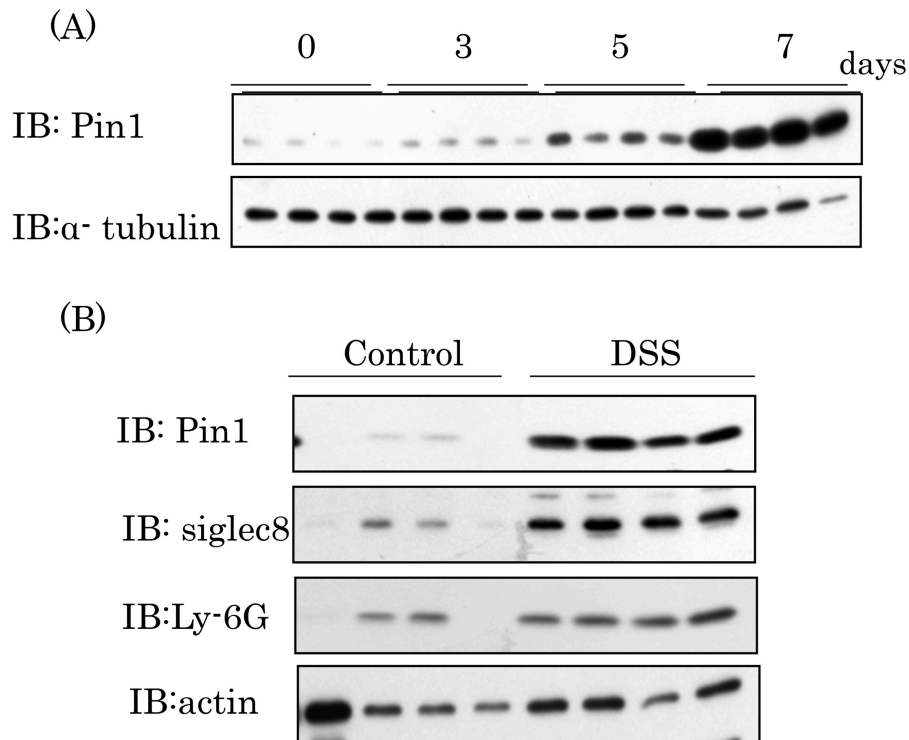 (A)
0 3 5 7 days
IB: Pin1
IB:α- tubulin
(B)
Control DSS
IB: Pin1
IB: siglec8
IB:Ly-6G
IB:actin